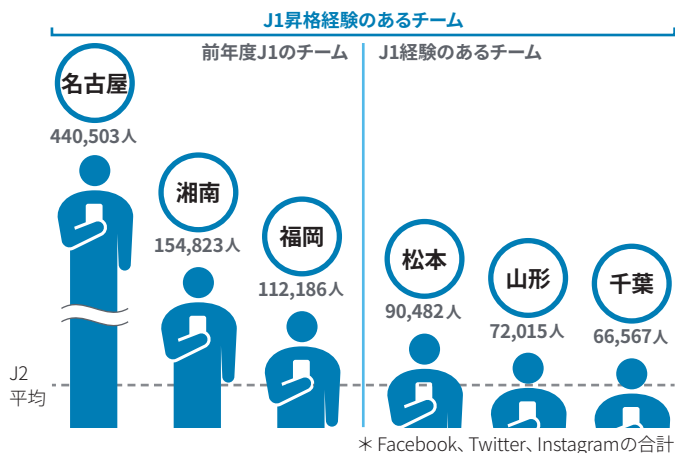 J1昇格経験のあるチーム
前年度J1のチーム
J1経験のあるチーム
名古屋
440,503人
湘南
154,823人
福岡
112,186人
松本
90,482人
山形
72,015人
千葉
66,567人
J2
平均
＊Facebook、Twitter、Instagramの合計